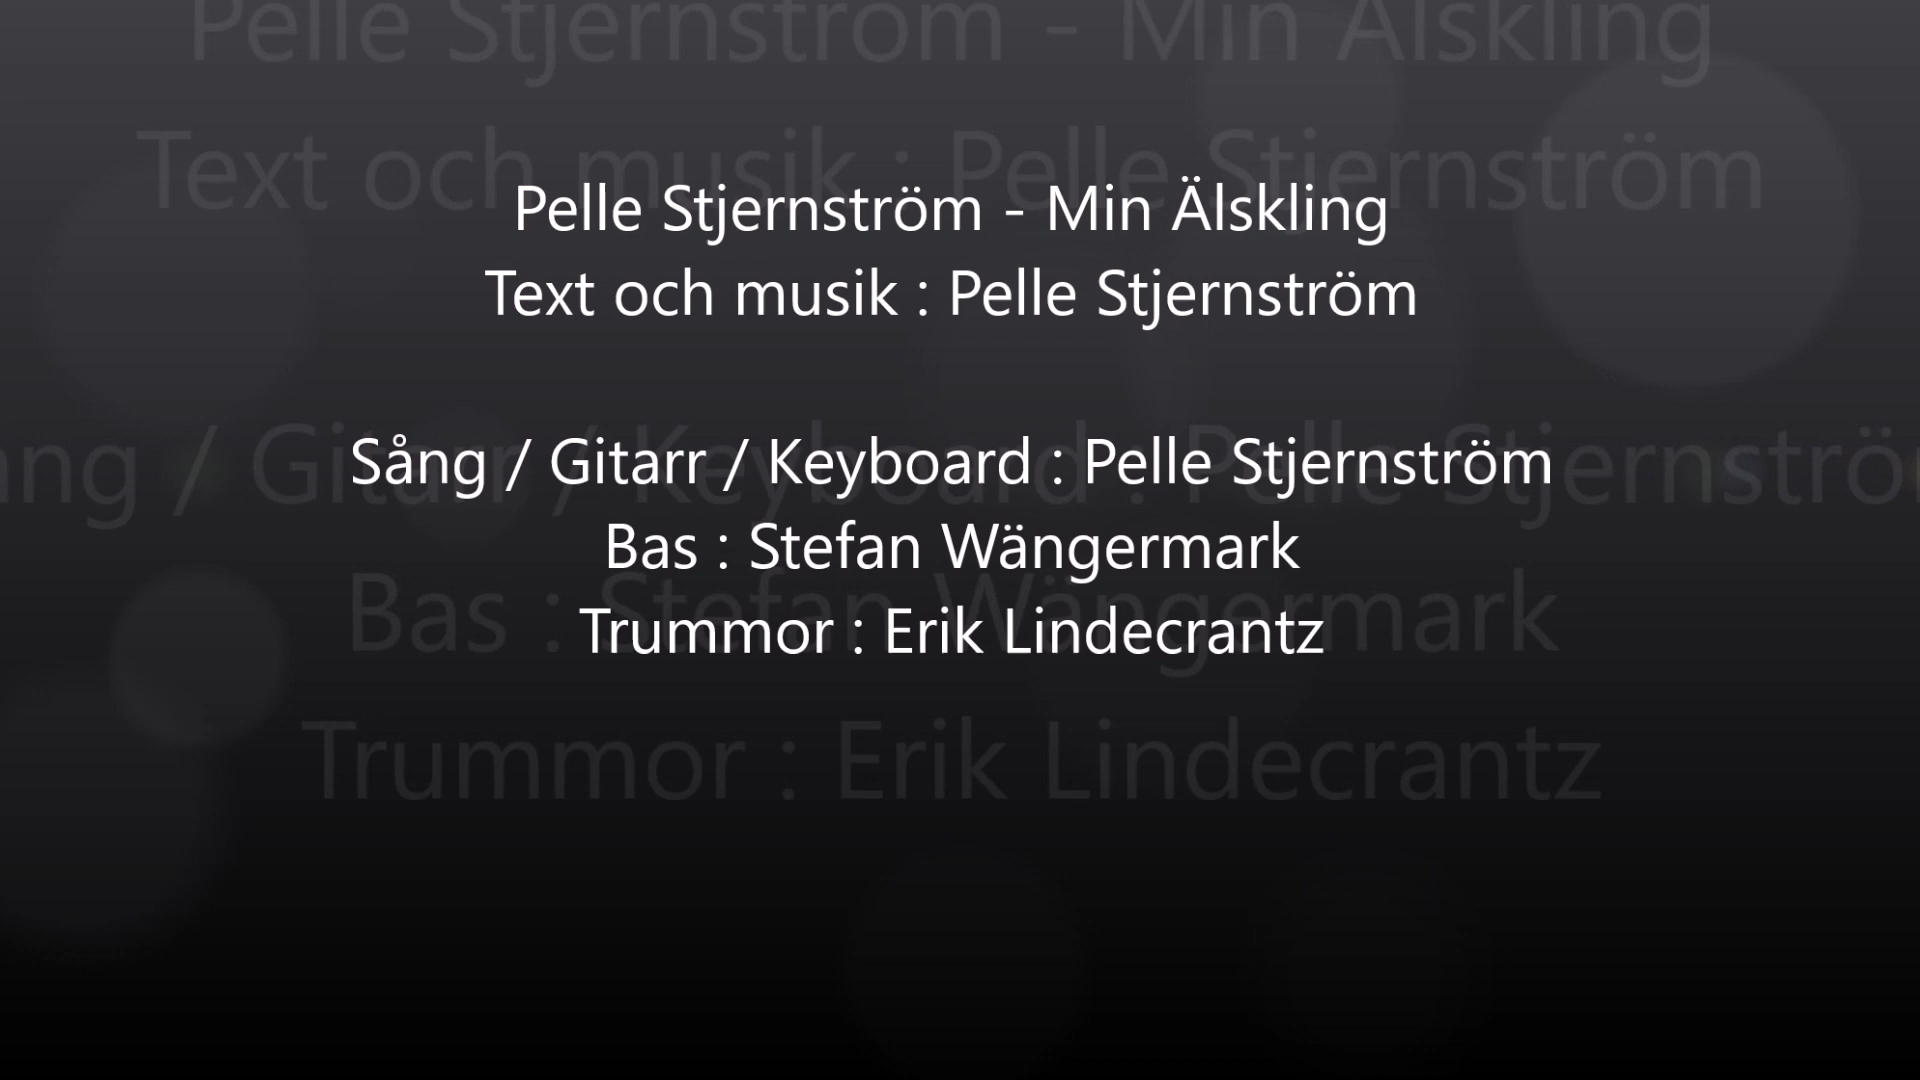 Pelle Stjernström - Min Älskling
Text och musik : Pelle Stjernström
Sång / Gitarr / Keyboard : Pelle Stjernström
Bas : Stefan Wängermark
Trummor : Erik Lindecrantz